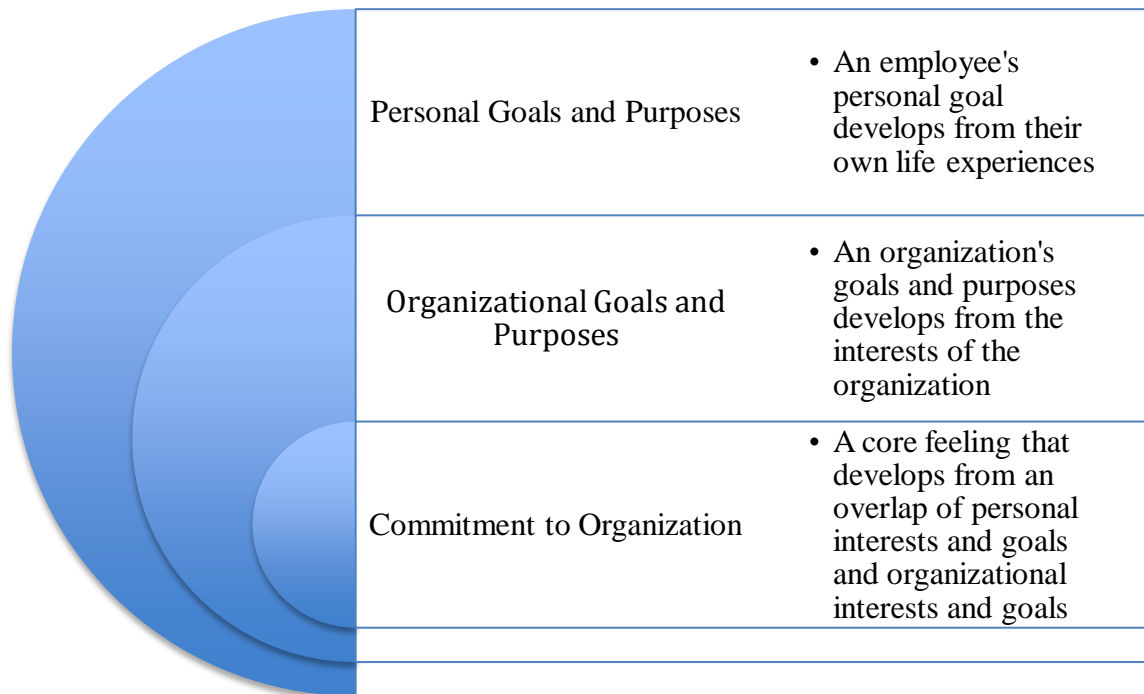 Personal Goals and Purposes
• An employee's
personal goal
develops from their
own life experiences
Organizational Goals and
Purposes
• An organization's
goals and purposes
develops from the
interests of the
organization
Commitment to Organization
• A core feeling that
develops from an
overlap of personal
interests and goals
and organizational
interests and goals